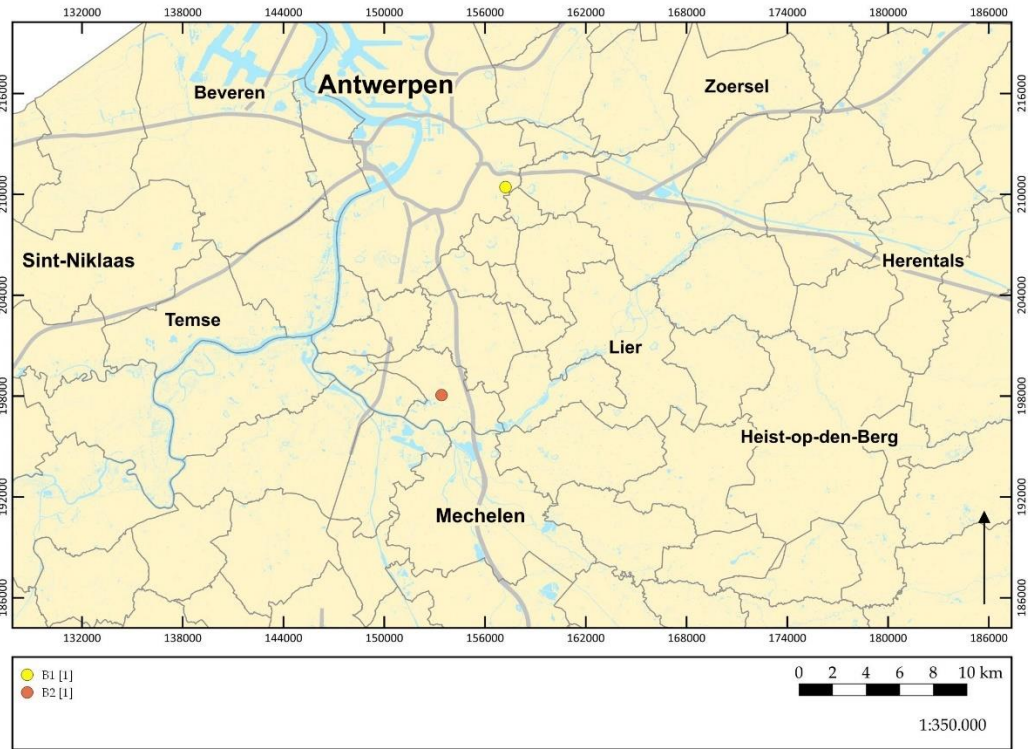 132000 138000 144000 150000 156000 162000 168000 174000 180000 186000
216000
210000
204000
198000
192000
186000
Beveren
Antwerpen
Zoersel
Sint-Niklaas
Herentals
Temse
Lier
Heist-op-den-Berg
Mechelen
216000
210000
204000
198000
192000
186000
132000 138000 144000 150000 156000 162000 168000 174000 180000 186000
B1 [1]
B2 [1]
0 2 4 6 8 10 km
1:350.000